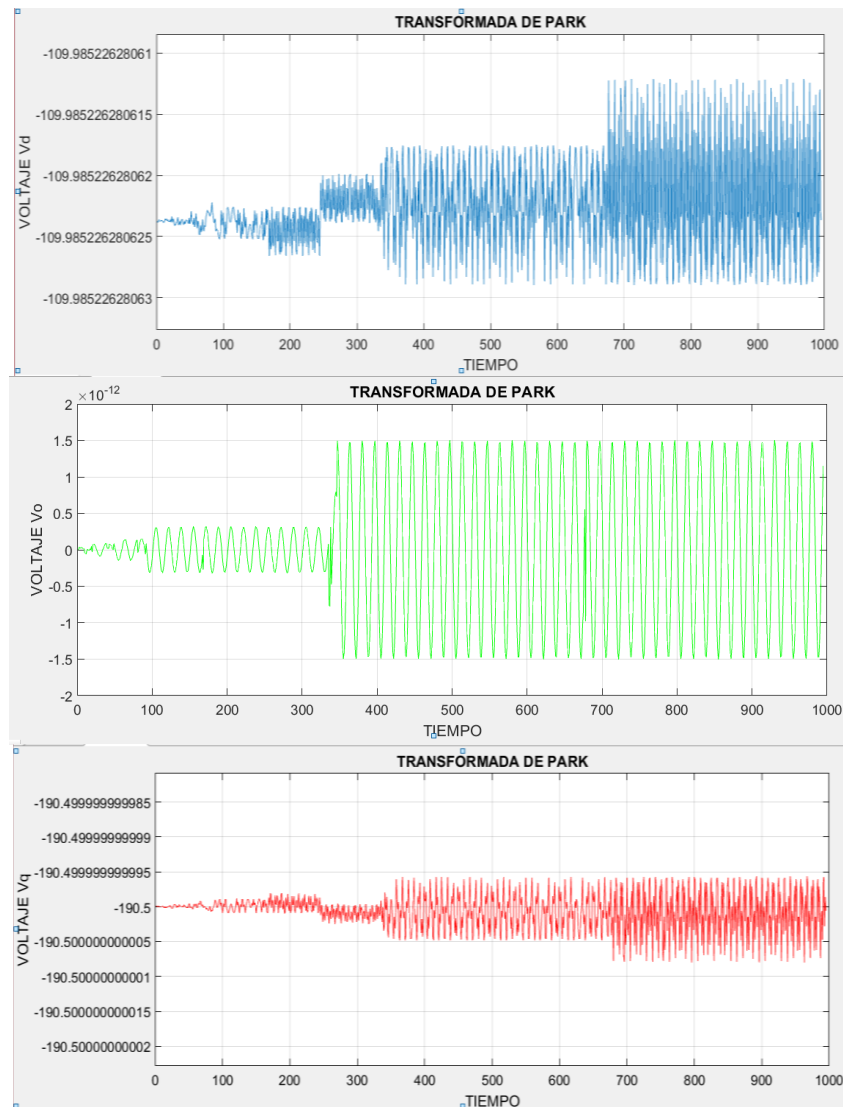 TRANSFORMADA DE PARK
-109.98522628061
-109.985226280615
-109.98522628062
-109.985226280625
-109.98522628063
VOLTAJE Vd
0 100 200 300 400 500 600 700 800 900 1000
TIEMPO
×10-12
TRANSFORMADA DE PARK
2
1.5
1
0.5
0
-0.5
-1
-1.5
-2
VOLTAJE Vo
0 100 200 300 400 500 600 700 800 900 1000
TIEMPO
TRANSFORMADA DE PARK
-190.499999999985
-190.49999999999
-190.499999999995
-190.5
-190.500000000005
-190.50000000001
-190.500000000015
-190.50000000002
VOLTAJE Vq
0 100 200 300 400 500 600 700 800 900 1000
TIEMPO